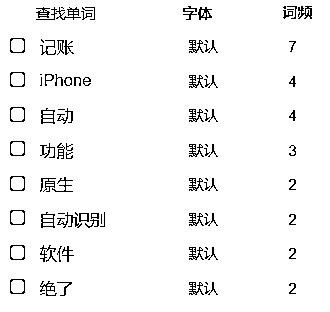 查找单词 字体 词频
记账 默认 7
iPhone 默认 4
自动 默认 4
功能 默认 3
原生 默认 2
自动识别 默认 2
软件 默认 2
绝了 默认 2